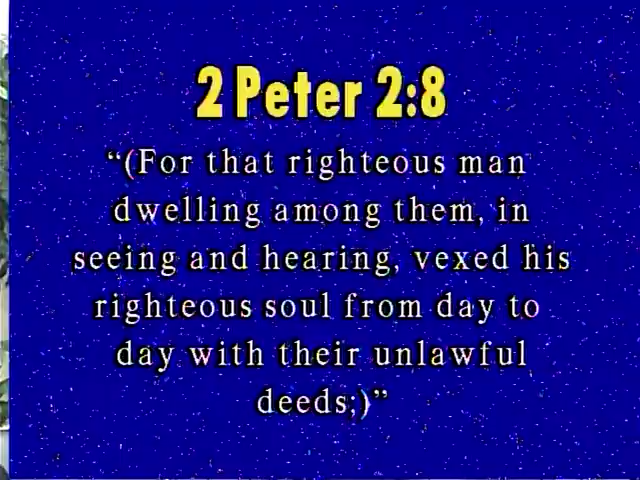 2 Peter 2:8
“(For that righteous man
dwelling among them, in
seeing and hearing, vexed his
righteous soul from day to
day with their unlawful
deeds;)”